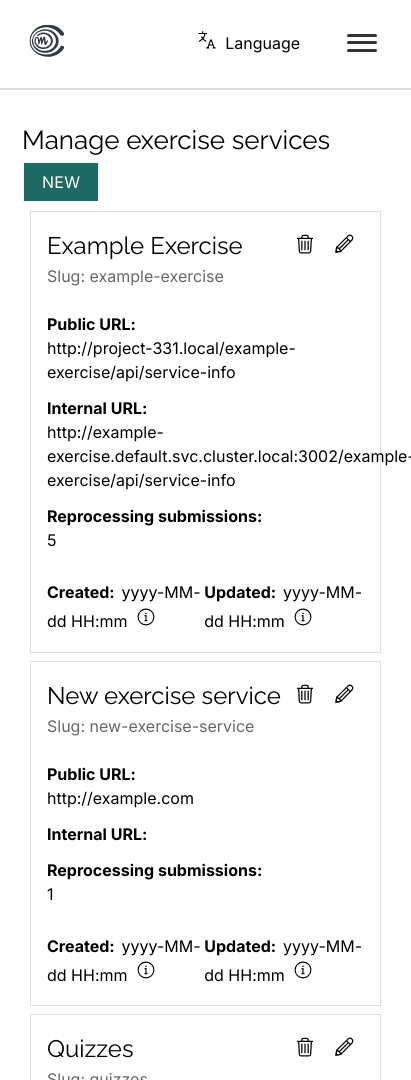 Language
Manage exercise services
NEW
Example Exercise
Slug: example-exercise
Public URL:
http://project-331.local/example-
exercise/api/service-info
Internal URL:
http://example-
exercise.default.svc.cluster.local:3002/example-
exercise/api/service-info
Reprocessing submissions:
5
Created: yyyy-MM-dd HH:mm
Updated: yyyy-MM-dd HH:mm
New exercise service
Slug: new-exercise-service
Public URL:
http://example.com
Internal URL:
Reprocessing submissions:
1
Created: yyyy-MM-dd HH:mm
Updated: yyyy-MM-dd HH:mm
Quizzes
Slug: quizzes